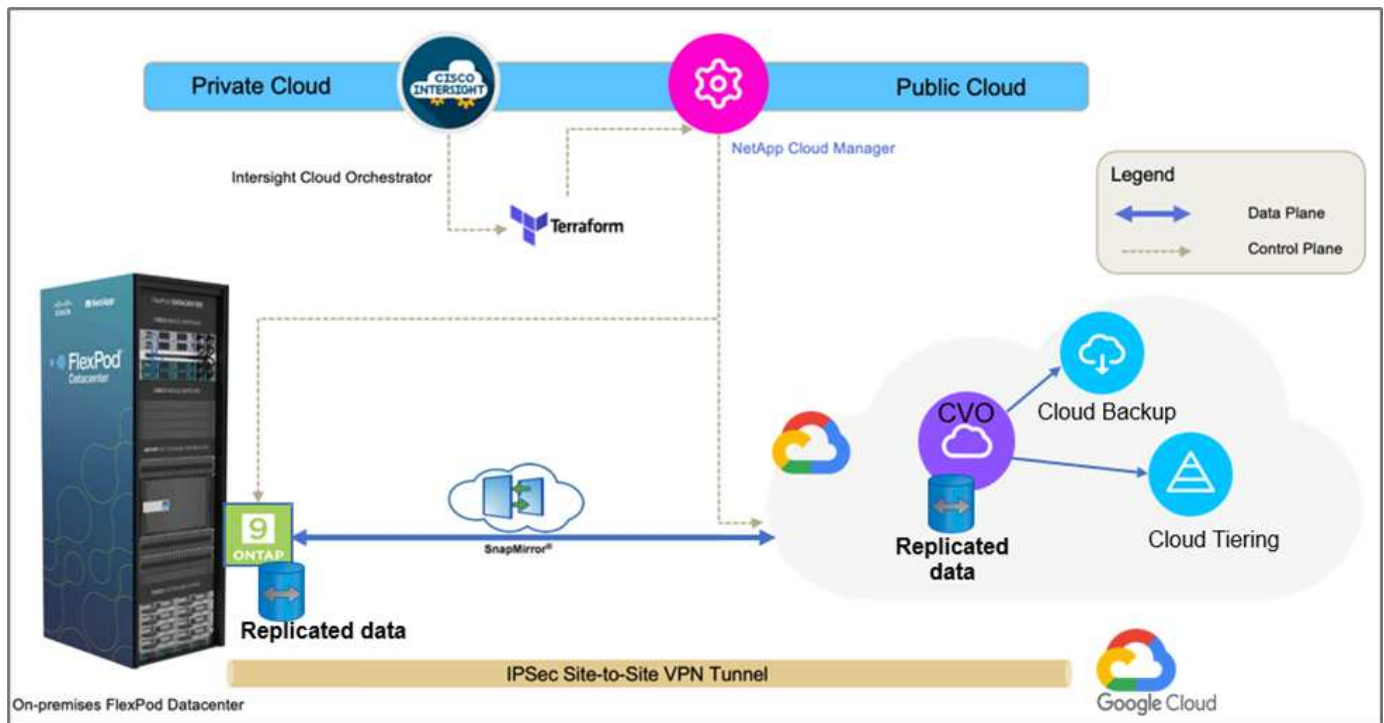 Private Cloud
CISCO
INTERSIGHT
Public Cloud
NetApp Cloud Manager
Intersight Cloud Orchestrator
Terraform
Legend
Data Plane
Control Plane
NetApp
FlexPod
Datacenter
CVO
Cloud Backup
Cloud Tiering
9
ONTAP
SnapMirror®
Replicated
data
Replicated data
IPSec Site-to-Site VPN Tunnel
On-premises FlexPod Datacenter
Google Cloud